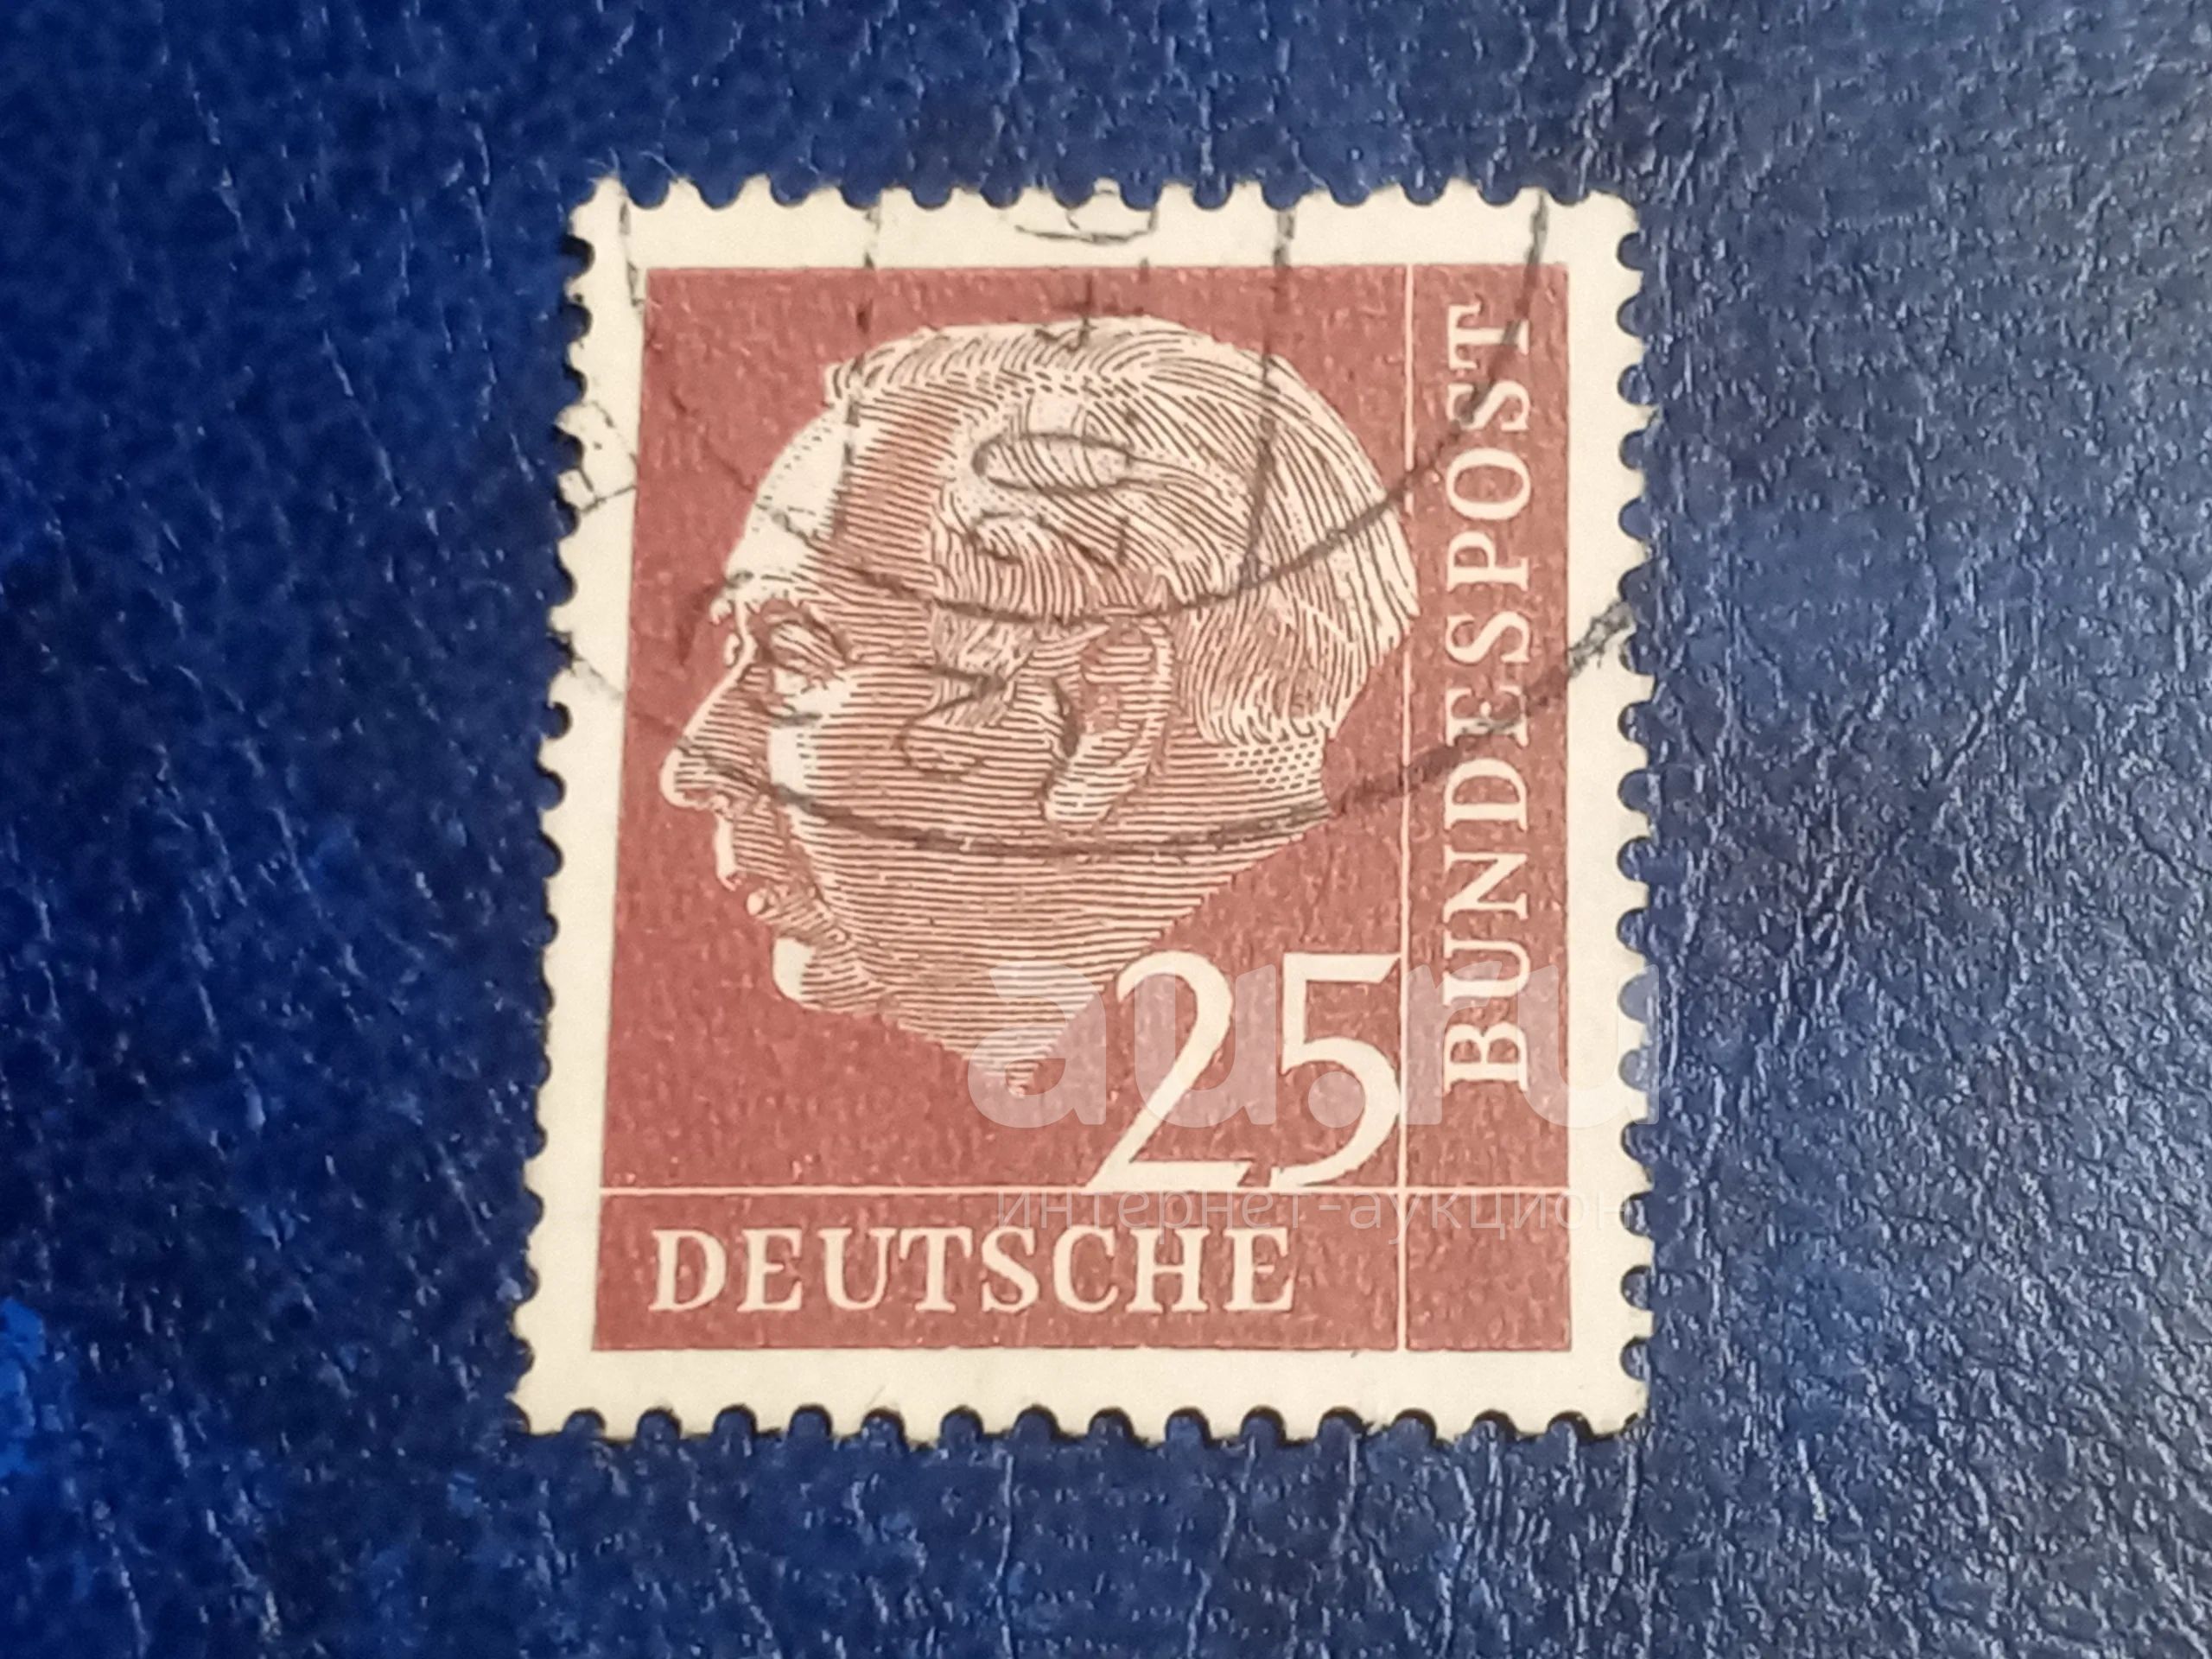 BUNDESPOST
25
DEUTSCHE
au.ru
интернет-аукцион